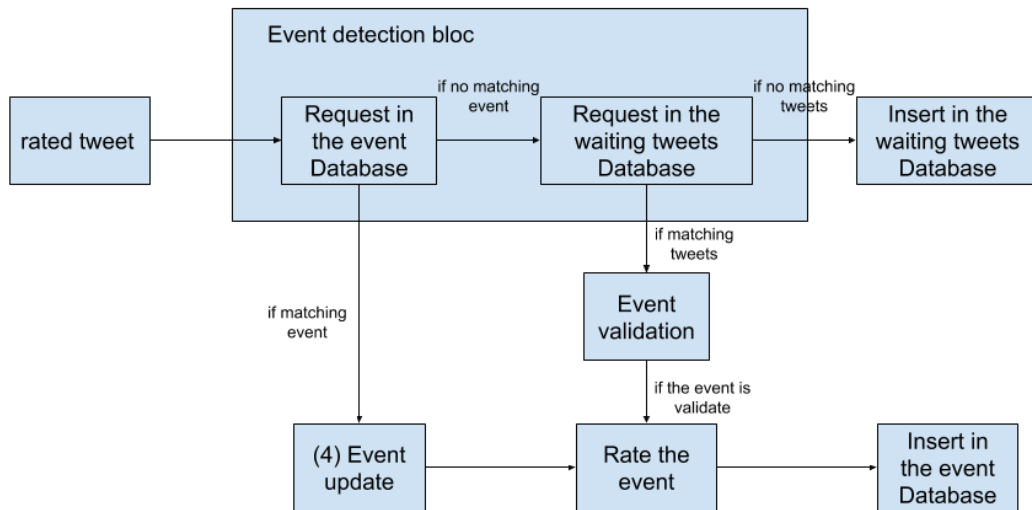 Event detection bloc
rated tweet
Request in
the event
Database
if no matching
event
Request in the
waiting tweets
Database
if no matching
tweets
Insert in the
waiting tweets
Database
if matching
event
if matching
tweets
Event
validation
if the event is
validate
(4) Event
update
Rate the
event
Insert in
the event
Database